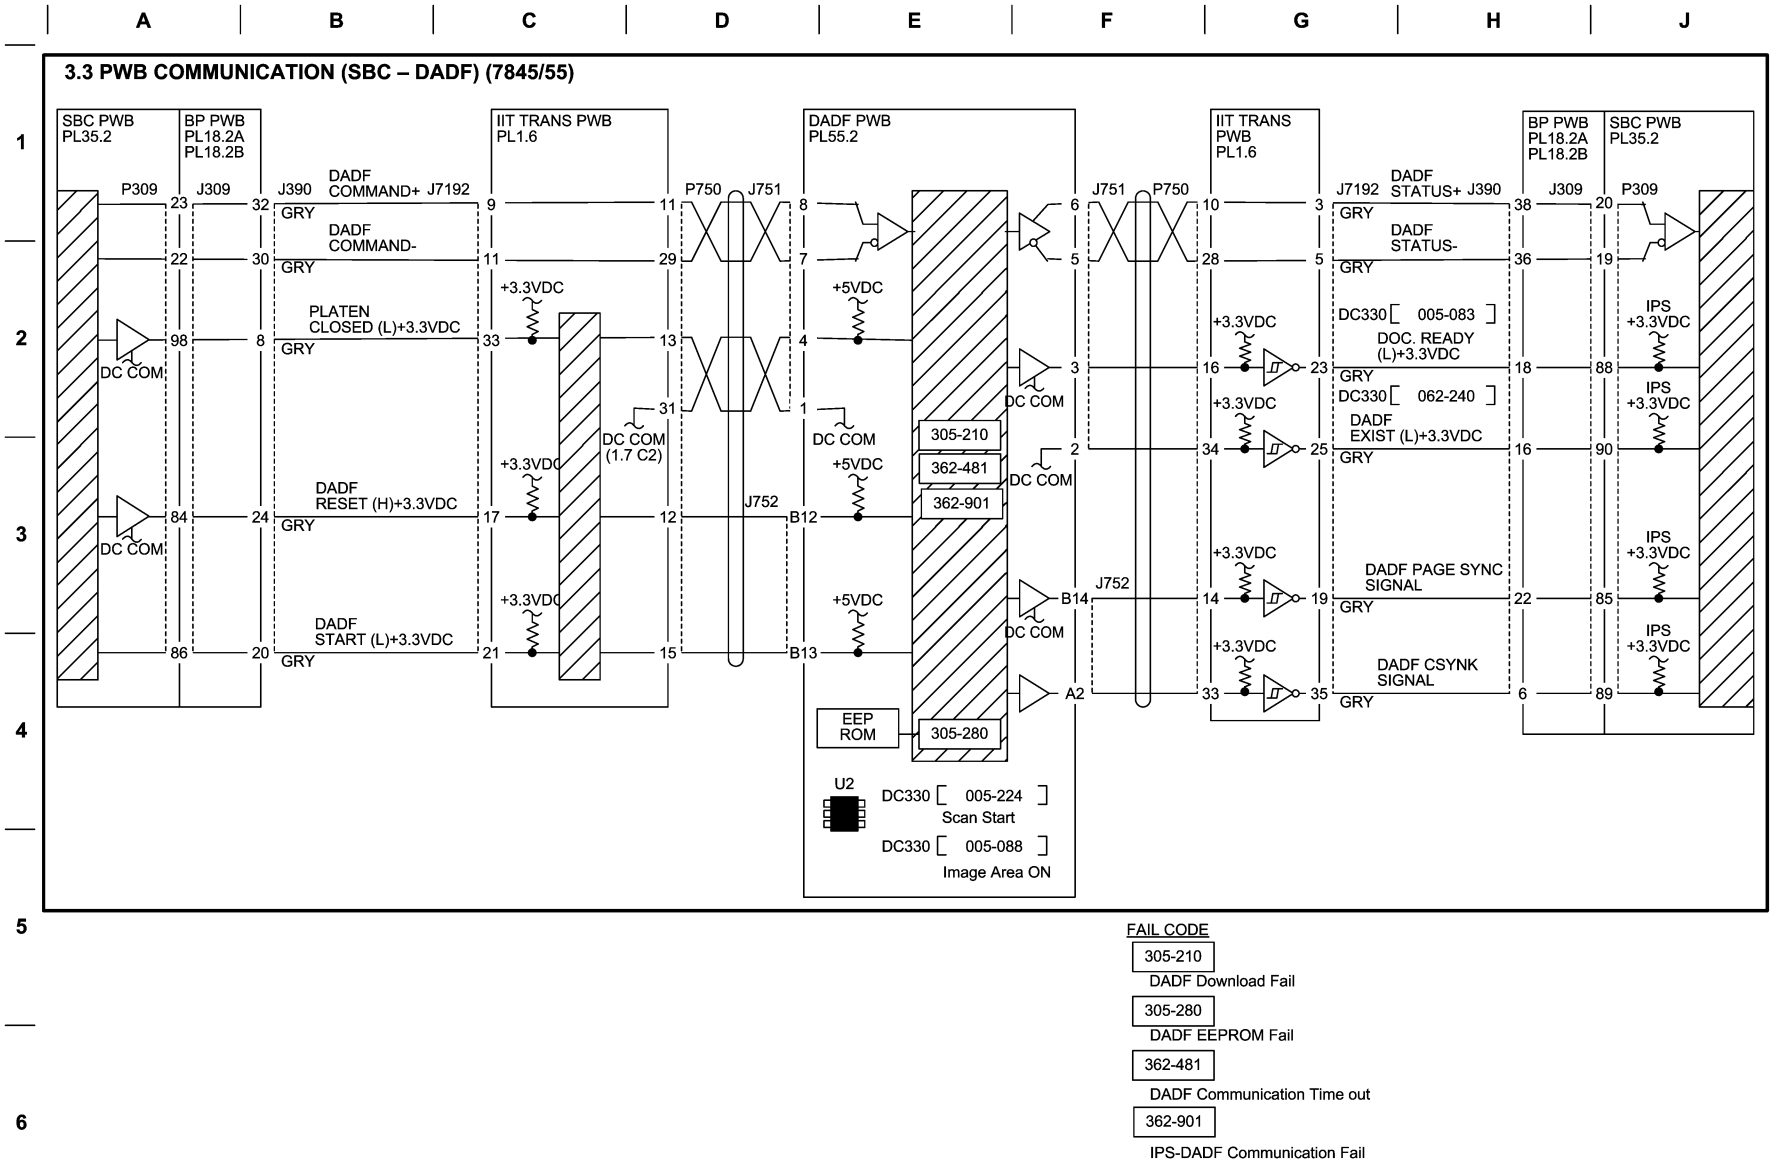 A B C D E F G H J
3.3 PWB COMMUNICATION (SBC – DADF) (7845/55)
1
SBC PWB
PL35.2
BP PWB
PL18.2A
PL18.2B
IIT TRANS PWB
PL1.6
DADF PWB
PL55.2
IIT TRANS
PWB
PL1.6
BP PWB
PL18.2A
PL18.2B
SBC PWB
PL35.2
P309 J309 J390 DADF COMMAND+ J7192 P750 J751 J751 P750 J7192 DADF STATUS+ J390 J309 P309
23 32 GRY 9 11 8 6 10 3 GRY 38 20
DADF
COMMAND-
DADF
STATUS-
22 30 GRY 11 29 7 5 28 5 GRY 36 19
2
PLATEN
CLOSED (L)+3.3VDC
+3.3VDC
+5VDC
98 8 GRY 33 13 4
DC COM
+3.3VDC
DC330 005-083
DOC. READY
(L)+3.3VDC
IPS
+3.3VDC
3 16 23 GRY 18 88
DC COM
31 1
DC COM
(1.7 C2)
DC COM
+3.3VDC
DC330 062-240
DADF
EXIST (L)+3.3VDC
IPS
+3.3VDC
2 34 25 GRY 16 90
DC COM
305-210
362-481
362-901
3
DADF
RESET (H)+3.3VDC
+3.3VDC
J752
+5VDC
84 24 GRY 17 12 B12
DC COM
J752
+3.3VDC
DADF PAGE SYNC
SIGNAL
IPS
+3.3VDC
B14 14 19 GRY 22 85
DC COM
DADF
START (L)+3.3VDC
+3.3VDC
+5VDC
86 20 GRY 21 15 B13
+3.3VDC
DADF CSYNK
SIGNAL
IPS
+3.3VDC
A2 33 35 GRY 6 89
4
EEP
ROM
305-280
U2
DC330 005-224
Scan Start
DC330 005-088
Image Area ON
5
FAIL CODE
305-210
DADF Download Fail
305-280
DADF EEPROM Fail
362-481
DADF Communication Time out
6
362-901
IPS-DADF Communication Fail